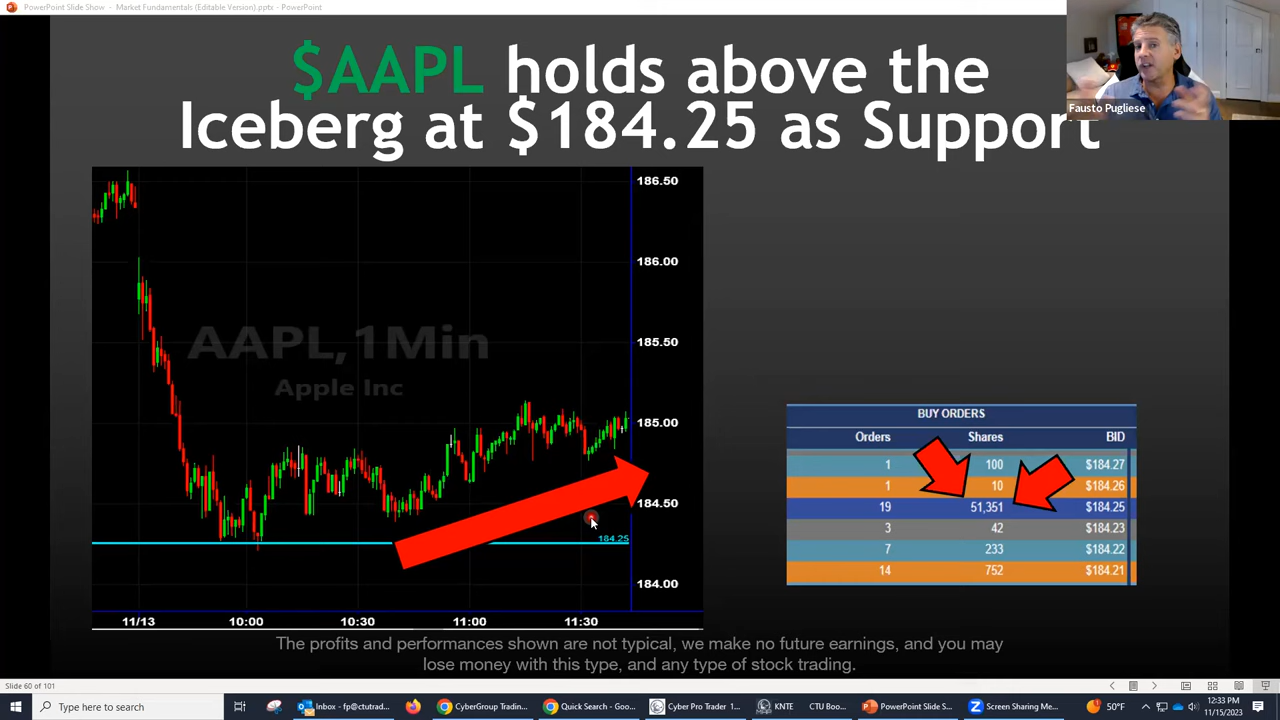 PowerPoint Slide Show - Market Fundamentals (Editable Version).pptx - PowerPoint
$AAPL holds above the
Iceberg at $184.25 as Support
Fausto Pugliese
186.50
186.00
185.50
185.00
184.50
184.00
AAPL,1Min
Apple Inc
184.25
11/13 10:00 10:30 11:00 11:30
BUY ORDERS
Orders Shares BID
1 100 $184.27
1 10 $184.26
19 51,351 $184.25
3 42 $184.23
7 233 $184.22
14 752 $184.21
The profits and performances shown are not typical, we make no future earnings, and you may
lose money with this type, and any type of stock trading.
Slide 60 of 101
Type here to search
Inbox - fp@ctutrad...
CyberGroup Tradin...
Quick Search - Goo...
Cyber Pro Trader 1...
KNTE
CTU Boo...
PowerPoint Slide S...
Screen Sharing Me...
50°F
12:33 PM
11/15/2023